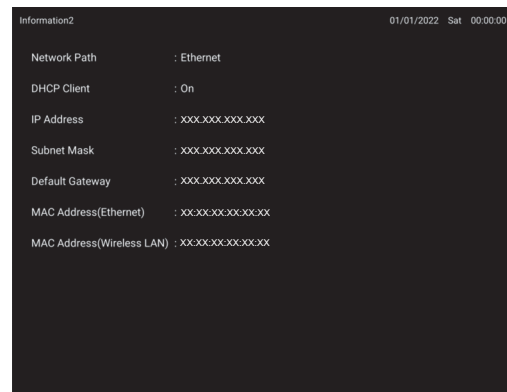 Information2 01/01/2022 Sat 00:00:00
Network Path : Ethernet
DHCP Client : On
IP Address : XXX.XXX.XXX.XXX
Subnet Mask : XXX.XXX.XXX.XXX
Default Gateway : XXX.XXX.XXX.XXX
MAC Address(Ethernet) : XX:XX:XX:XX:XX:XX
MAC Address(Wireless LAN) : XX:XX:XX:XX:XX:XX